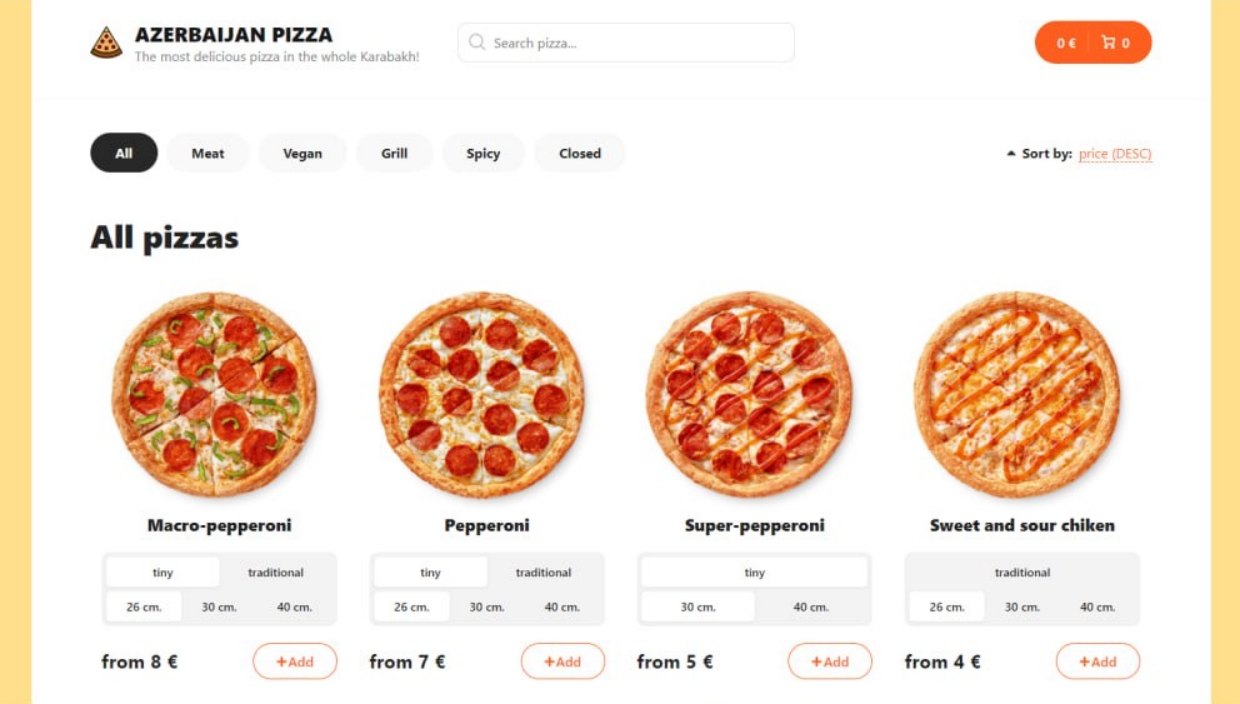 AZERBAIJAN PIZZA
The most delicious pizza in the whole Karabakh!
Search pizza...
0 € 0
All Meat Vegan Grill Spicy Closed
Sort by: price (DESC)
All pizzas
Macro-pepperoni Pepperoni Super-pepperoni Sweet and sour chiken
tiny traditional tiny traditional tiny traditional
26 cm. 30 cm. 40 cm. 26 cm. 30 cm. 40 cm. 30 cm. 40 cm. 26 cm. 30 cm. 40 cm.
from 8 € +Add from 7 € +Add from 5 € +Add from 4 € +Add